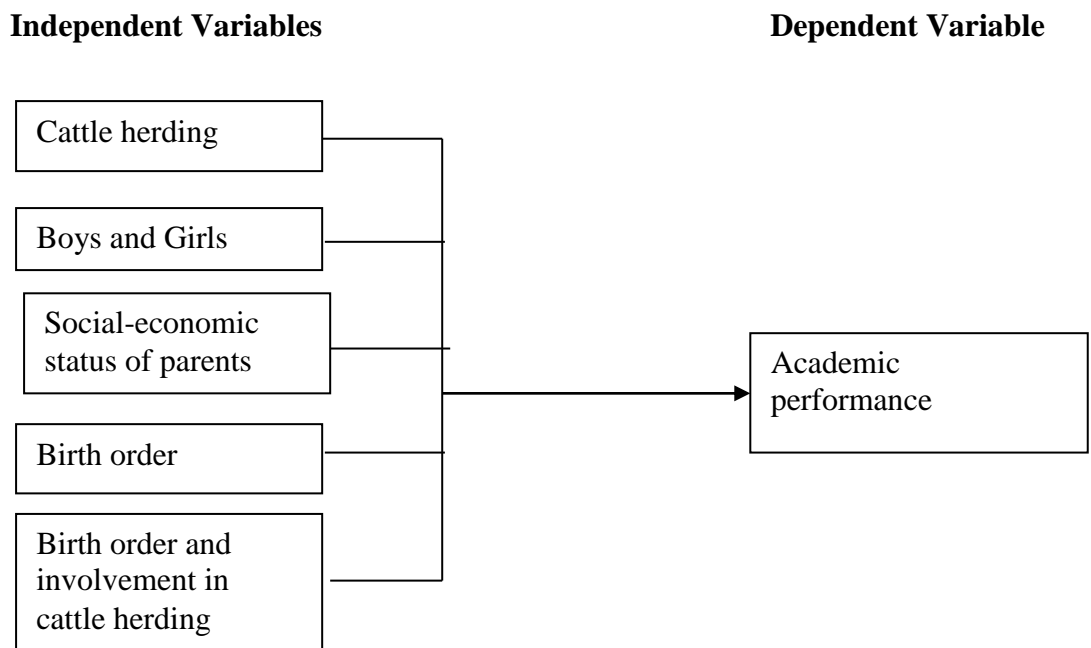 Independent Variables
Dependent Variable
Cattle herding
Boys and Girls
Social-economic
status of parents
Academic
performance
Birth order
Birth order and
involvement in
cattle herding